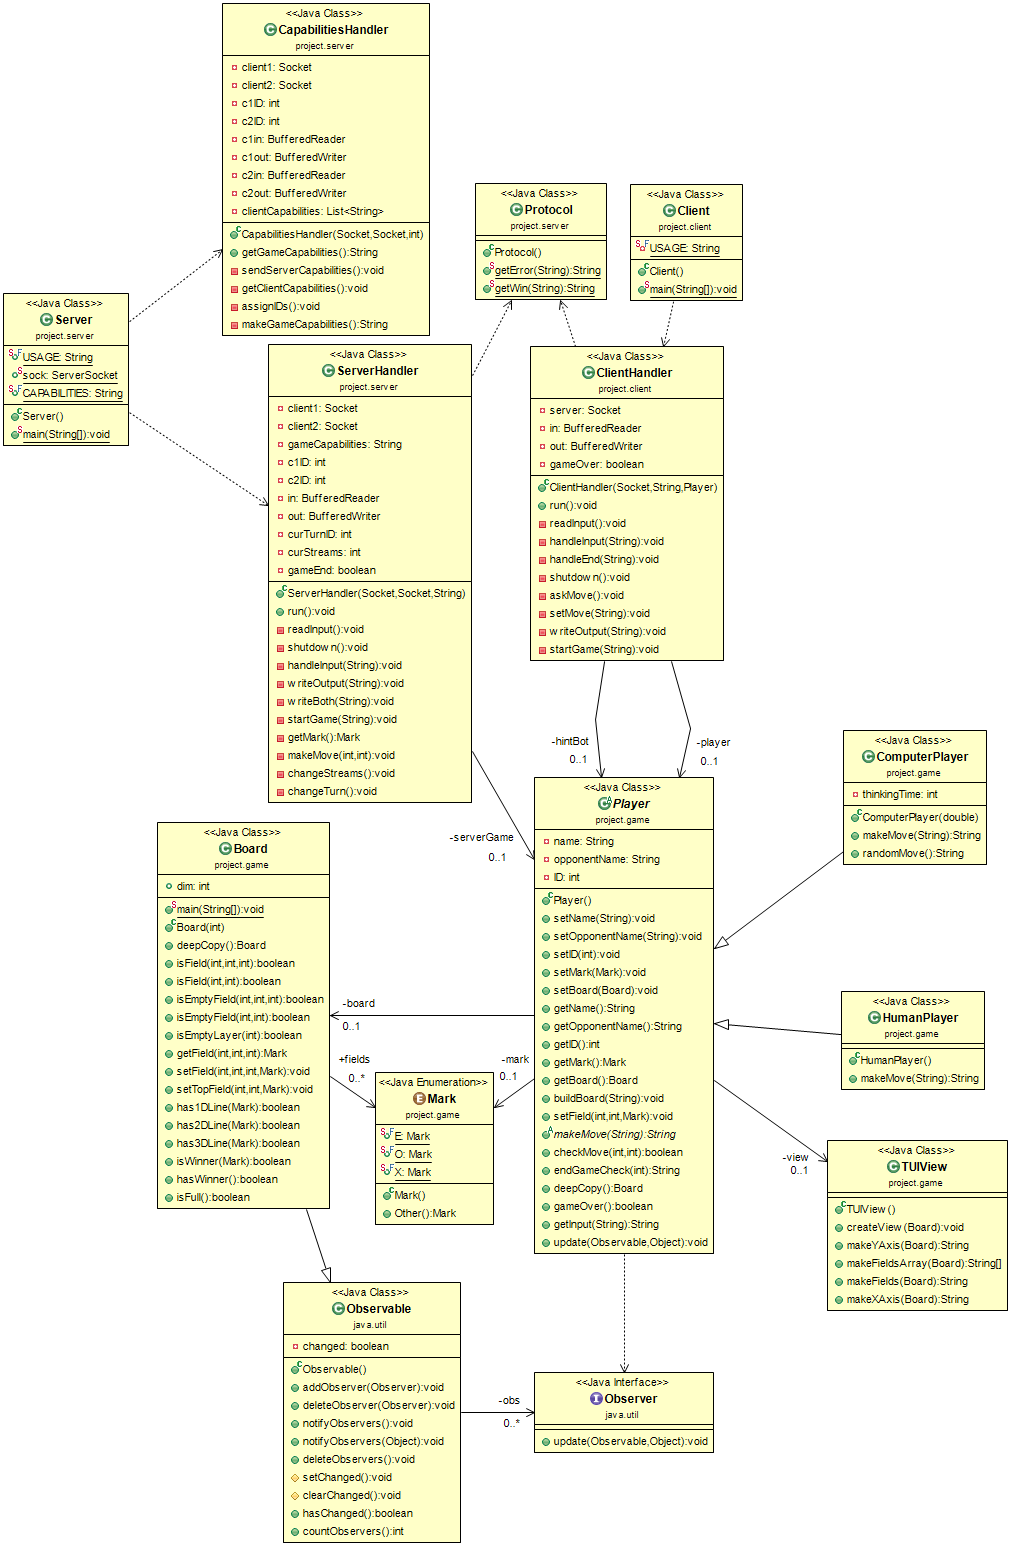 <<Java Class>>
CapabilitiesHandler
project.server
client1: Socket
client2: Socket
c1ID: int
c2ID: int
c1in: BufferedReader
c1out: BufferedWriter
c2in: BufferedReader
c2out: BufferedWriter
clientCapabilities: List<String>
CapabilitiesHandler(Socket,Socket,int)
getGameCapabilities():String
sendServerCapabilities():void
getClientCapabilities():void
assignIDs():void
makeGameCapabilities():String
<<Java Class>>
Protocol
project.server
Protocol()
getError(String):String
getWin(String):String
<<Java Class>>
Client
project.client
USAGE: String
Client()
main(String[]):void
<<Java Class>>
Server
project.server
USAGE: String
sock: ServerSocket
CAPABILITIES: String
Server()
main(String[]):void
<<Java Class>>
ServerHandler
project.server
client1: Socket
client2: Socket
gameCapabilities: String
c1ID: int
c2ID: int
in: BufferedReader
out: BufferedWriter
curTurnID: int
curStreams: int
gameEnd: boolean
ServerHandler(Socket,Socket,String)
run():void
readInput():void
shutdown():void
handleInput(String):void
writeOutput(String):void
writeBoth(String):void
startGame(String):void
getMark():Mark
makeMove(int,int):void
changeStreams():void
changeTurn():void
<<Java Class>>
ClientHandler
project.client
server: Socket
in: BufferedReader
out: BufferedWriter
gameOver: boolean
ClientHandler(Socket,String,Player)
run():void
readInput():void
handleInput(String):void
handleEnd(String):void
shutdown():void
askMove():void
setMove(String):void
writeOutput(String):void
startGame(String):void
-hintBot
0..1
-player
0..1
-serverGame
0..1
<<Java Class>>
ComputerPlayer
project.game
thinkingTime: int
ComputerPlayer(double)
makeMove(String):String
randomMove():String
<<Java Class>>
Player
project.game
name: String
opponentName: String
ID: int
Player()
setName(String):void
setOpponentName(String):void
setID(int):void
setMark(Mark):void
setBoard(Board):void
getName():String
getOpponentName():String
getID():int
getMark():Mark
getBoard():Board
buildBoard(String):void
setField(int,int,Mark):void
makeMove(String):String
checkMove(int,int):boolean
endGameCheck(int):String
deepCopy():Board
gameOver():boolean
getInput(String):String
update(Observable,Object):void
<<Java Class>>
Board
project.game
dim: int
main(String[]):void
Board(int)
deepCopy():Board
isField(int,int,int):boolean
isField(int,int):boolean
isEmptyField(int,int,int):boolean
isEmptyField(int,int):boolean
isEmptyLayer(int):boolean
getField(int,int,int):Mark
setField(int,int,int,Mark):void
setTopField(int,int,Mark):void
has1DLine(Mark):boolean
has2DLine(Mark):boolean
has3DLine(Mark):boolean
isWinner(Mark):boolean
hasWinner():boolean
isFull():boolean
-board
0..1
+fields
0..*
-mark
0..1
<<Java Enumeration>>
Mark
project.game
E: Mark
O: Mark
X: Mark
Mark()
Other():Mark
<<Java Class>>
HumanPlayer
project.game
HumanPlayer()
makeMove(String):String
-view
0..1
<<Java Class>>
TUIView
project.game
TUIView()
createView(Board):void
makeYAxis(Board):String
makeFieldsArray(Board):String[]
makeFields(Board):String
makeXAxis(Board):String
<<Java Class>>
Observable
java.util
changed: boolean
Observable()
addObserver(Observer):void
deleteObserver(Observer):void
notifyObservers():void
notifyObservers(Object):void
deleteObservers():void
setChanged():void
clearChanged():void
hasChanged():boolean
countObservers():int
-obs
0..*
<<Java Interface>>
Observer
java.util
update(Observable,Object):void